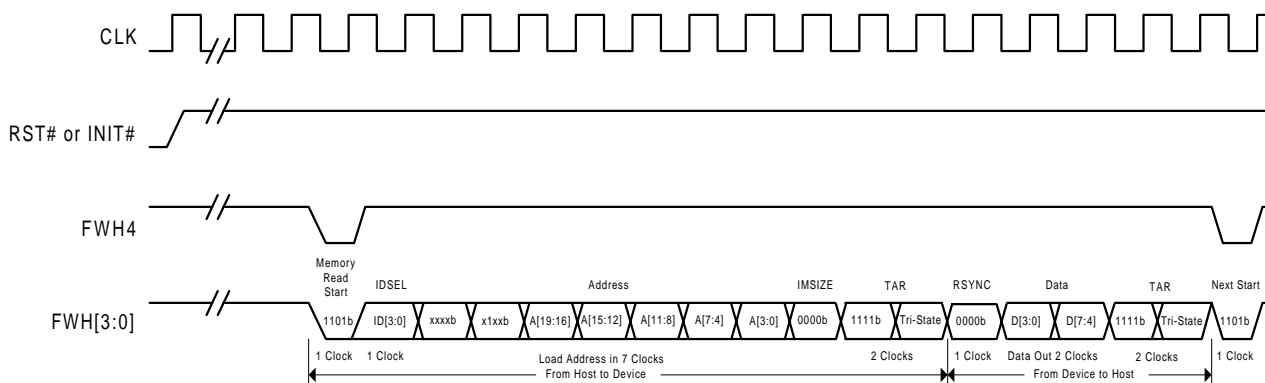 CLK
RST# or INIT#
FWH4
Memory Read Start
IDSEL
Address
IMSIZE
TAR
RSYNC
Data
TAR
Next Start
FWH[3:0]
1101b
ID[3:0]
xxxxb
x1xxb
A[19:16]
A[15:12]
A[11:8]
A[7:4]
A[3:0]
0000b
1111b
Tri-State
0000b
D[3:0]
D[7:4]
1111b
Tri-State
1101b
1 Clock
1 Clock
Load Address in 7 Clocks
2 Clocks
1 Clock
Data Out 2 Clocks
2 Clocks
1 Clock
From Host to Device
From Device to Host